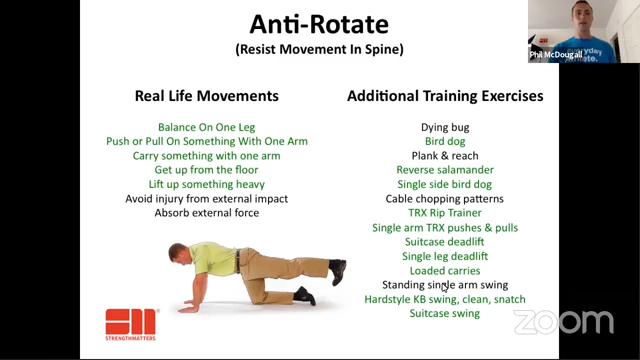 Anti-Rotate
(Resist Movement In Spine)
Real Life Movements
Balance On One Leg
Push or Pull On Something With One Arm
Carry something with one arm
Get up from the floor
Lift up something heavy
Avoid injury from external impact
Absorb external force
Additional Training Exercises
Dying bug
Bird dog
Plank & reach
Reverse salamander
Single side bird dog
Cable chopping patterns
TRX Rip Trainer
Single arm TRX pushes & pulls
Suitcase deadlift
Single leg deadlift
Loaded carries
Standing single arm swing
Hardstyle KB swing, clean, snatch
Suitcase swing
STRENGTHMATTERS
everyday
athlete.
Phil McDougall
zoom